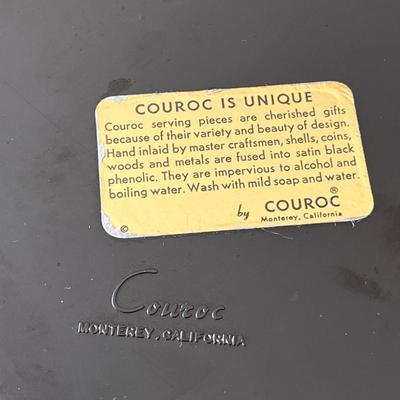 COUROC IS UNIQUE
Couroc serving pieces are cherished gifts
because of their variety and beauty of design.
Hand inlaid by master craftsmen, shells, coins,
woods and metals are fused into satin black
phenolic. They are impervious to alcohol and
boiling water. Wash with mild soap and water.
by COUROC®
Monterey, California
©
Couroc
MONTEREY, CALIFORNIA